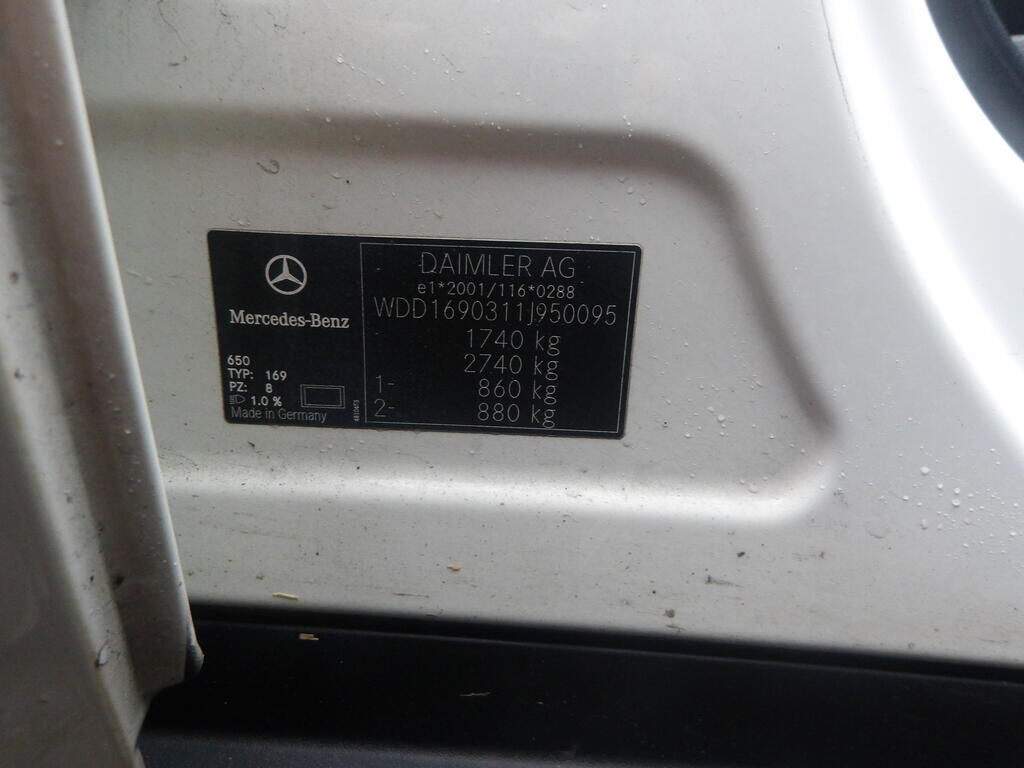 Mercedes-Benz
650
TYP: 169
PZ: 8
1.0 %
Made in Germany
DAIMLER AG
e1*2001/116*0288
WDD1690311J950095
1740 kg
2740 kg
1- 860 kg
2- 880 kg